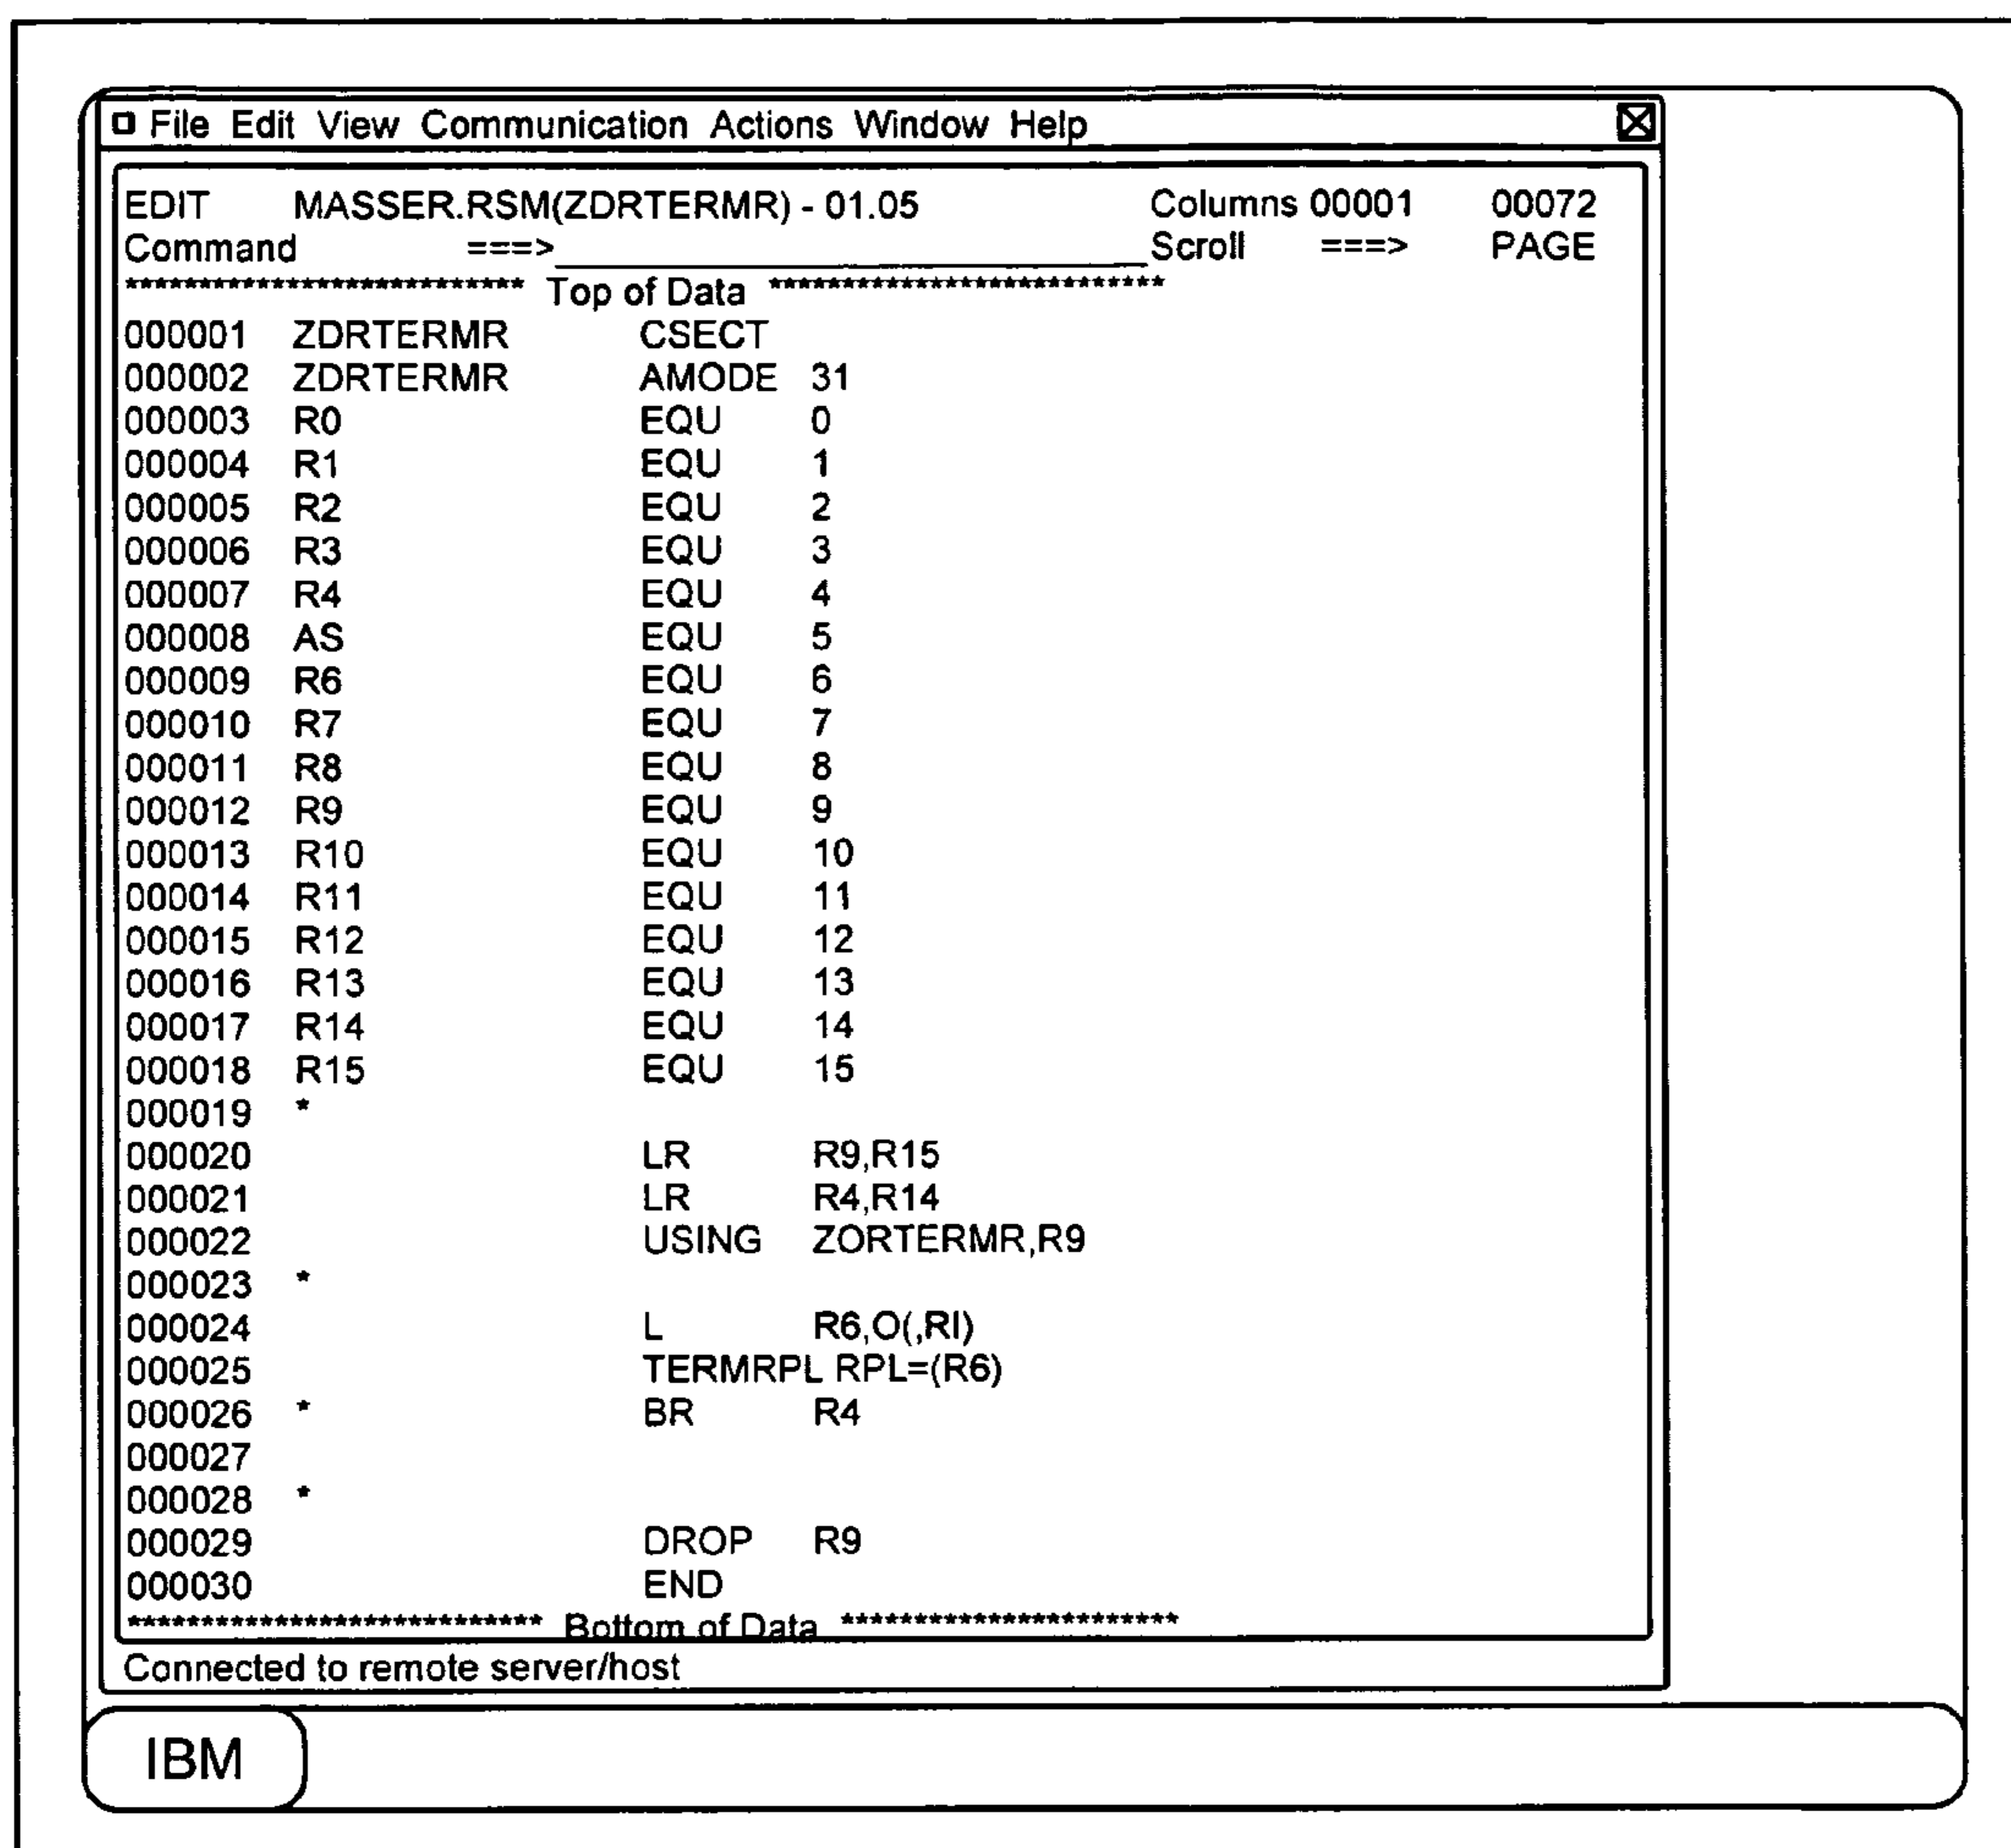 File Edit View Communication Actions Window Help
EDIT MASSER.RSM(ZDRTERMR) - 01.05 Columns 00001 00072
Command ===>_______________ Scroll ===> PAGE
*************************** Top of Data ***************************
000001 ZDRTERMR CSECT
000002 ZDRTERMR AMODE 31
000003 R0 EQU 0
000004 R1 EQU 1
000005 R2 EQU 2
000006 R3 EQU 3
000007 R4 EQU 4
000008 AS EQU 5
000009 R6 EQU 6
000010 R7 EQU 7
000011 R8 EQU 8
000012 R9 EQU 9
000013 R10 EQU 10
000014 R11 EQU 11
000015 R12 EQU 12
000016 R13 EQU 13
000017 R14 EQU 14
000018 R15 EQU 15
000019 *
000020 LR R9,R15
000021 LR R4,R14
000022 USING ZORTERMR,R9
000023 *
000024 L R6,O(,RI)
000025 TERMRPL RPL=(R6)
000026 * BR R4
000027
000028 *
000029 DROP R9
000030 END
**************************** Bottom of Data ***********************
Connected to remote server/host
IBM